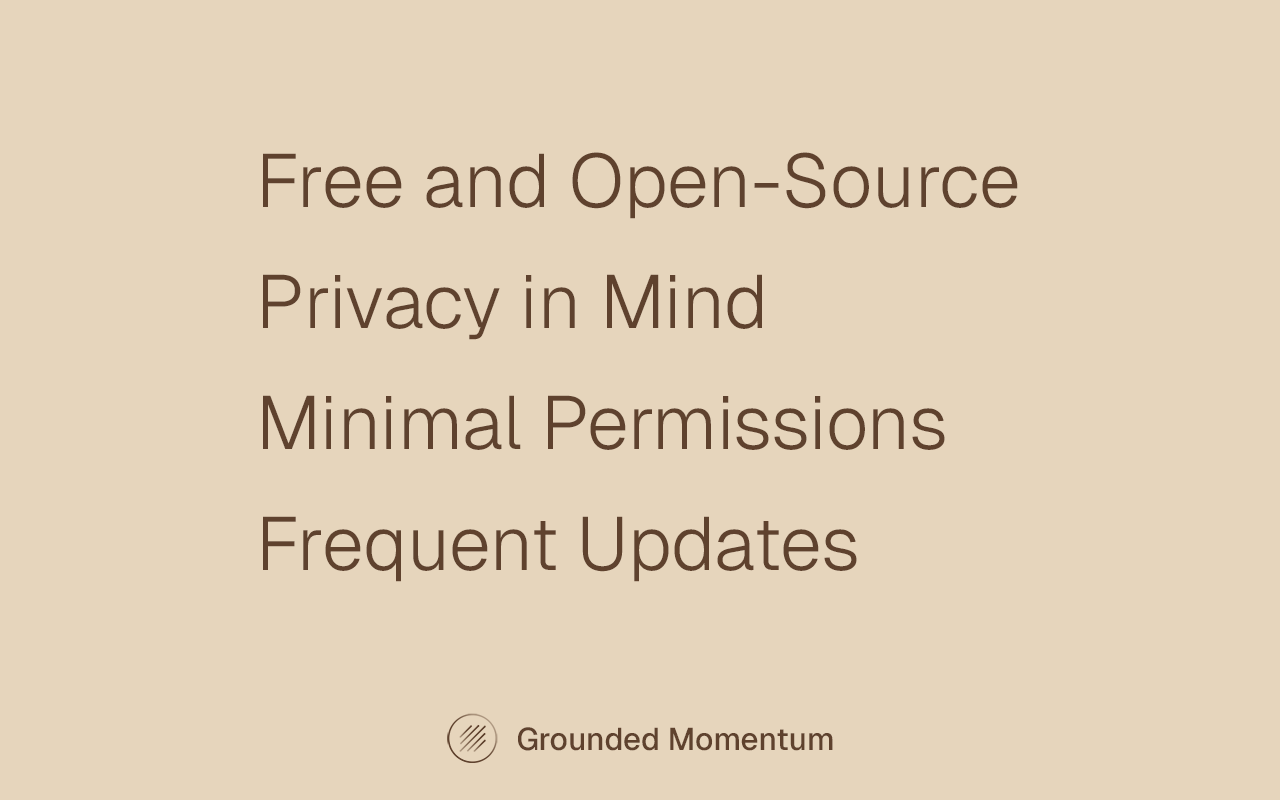 Free and Open-Source
Privacy in Mind
Minimal Permissions
Frequent Updates
Grounded Momentum